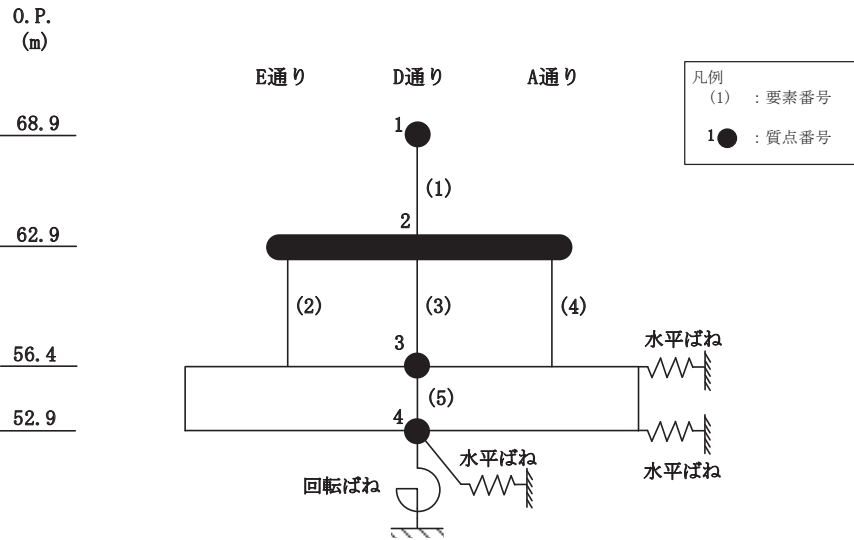 O.P.
(m)
E通り D通り A通り
凡例
(1) ：要素番号
1 ：質点番号
68.9
1
(1)
2
62.9
(2) (3) (4)
3
水平ばね
56.4
(5)
4
52.9
水平ばね
水平ばね
回転ばね